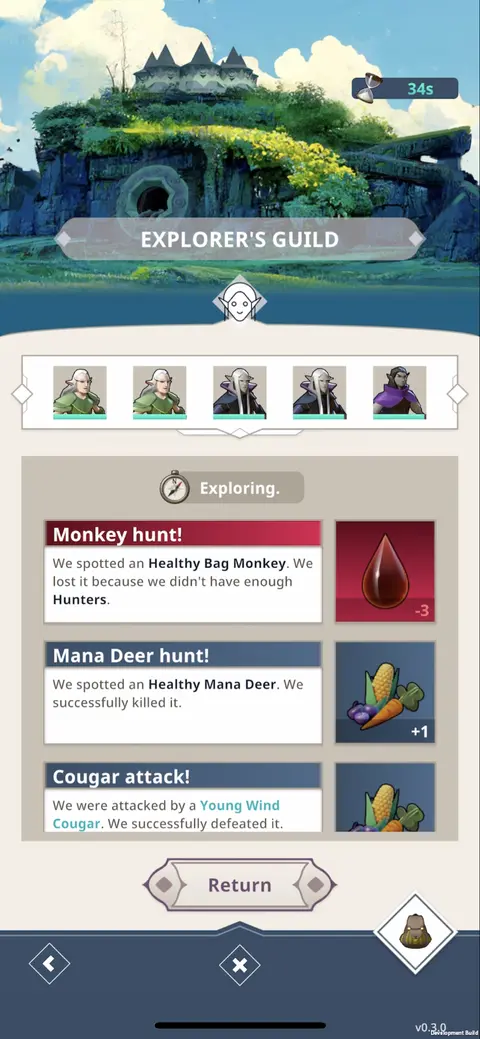 34s
EXPLORER'S GUILD
Exploring.
Monkey hunt!
We spotted an Healthy Bag Monkey. We
lost it because we didn't have enough
Hunters.
-3
Mana Deer hunt!
We spotted an Healthy Mana Deer. We
successfully killed it.
+1
Cougar attack!
We were attacked by a Young Wind
Cougar. We successfully defeated it.
Return
v0.3.0
Development Build